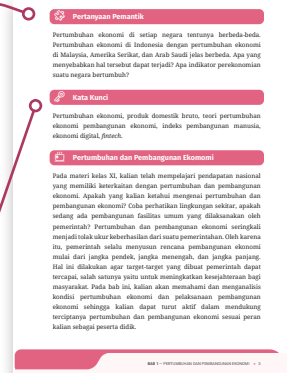 Pertanyaan Pemantik
Pertumbuhan ekonomi di setiap negara tentunya berbeda-beda.
Pertumbuhan ekonomi di Indonesia dengan pertumbuhan ekonomi
di Malaysia, Amerika Serikat, dan Arab Saudi jelas berbeda. Apa yang
menyebabkan hal tersebut dapat terjadi? Apa indikator perekonomian
suatu negara bertumbuh?
Kata Kunci
Pertumbuhan ekonomi, produk domestik bruto, teori pertumbuhan
ekonomi pembangunan ekonomi, indeks pembangunan manusia,
ekonomi digital, fintech.
Pertumbuhan dan Pembangunan Ekonomi
Pada materi kelas XI, kalian telah mempelajari pendapatan nasional
yang memiliki keterkaitan dengan pertumbuhan dan pembangunan
ekonomi. Apakah yang kalian ketahui mengenai pertumbuhan dan
pembangunan ekonomi? Coba perhatikan lingkungan sekitar, apakah
sedang ada pembangunan fasilitas umum yang dilaksanakan oleh
pemerintah? Pertumbuhan dan pembangunan ekonomi seringkali
menjadi tolak ukur keberhasilan dari suatu pemerintahan. Oleh karena
itu, pemerintah selalu menyusun rencana pembangunan ekonomi
mulai dari jangka pendek, jangka menengah, dan jangka panjang.
Hal ini dilakukan agar target-target yang dibuat pemerintah dapat
tercapai, salah satunya yaitu untuk meningkatkan kesejahteraan bagi
masyarakat. Pada bab ini, kalian akan memahami dan menganalisis
kondisi pertumbuhan ekonomi dan pelaksanaan pembangunan
ekonomi sehingga kalian dapat turut aktif dalam mendukung
terciptanya pertumbuhan dan pembangunan ekonomi sesuai peran
kalian sebagai peserta didik.
BAB 1 – PERTUMBUHAN DAN PEMBANGUNAN EKONOMI